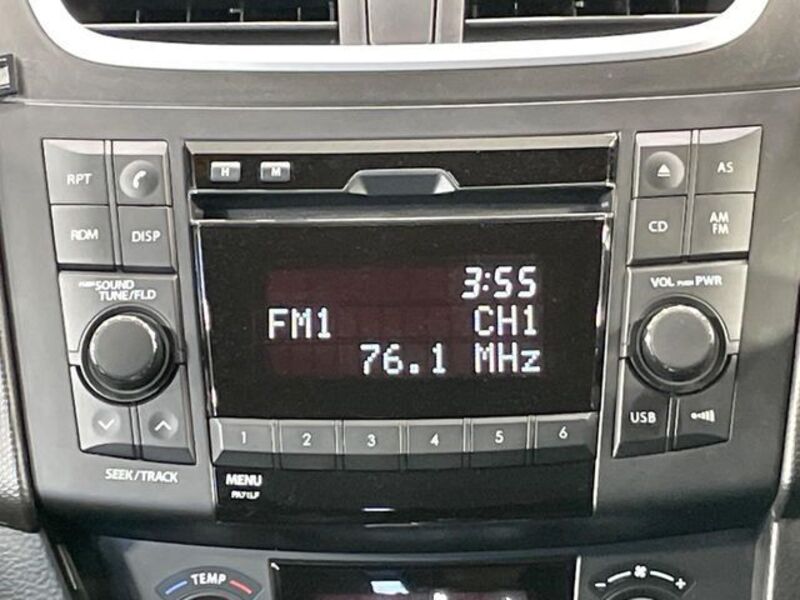 H M
RPT
AS
RDM DISP
CD AM
FM
PUSH SOUND
TUNE/FLD
VOL PUSH PWR
3:55
FM1 CH1
76.1 MHz
1 2 3 4 5 6
USB
SEEK/TRACK
MENU
PA71LF
TEMP
- +